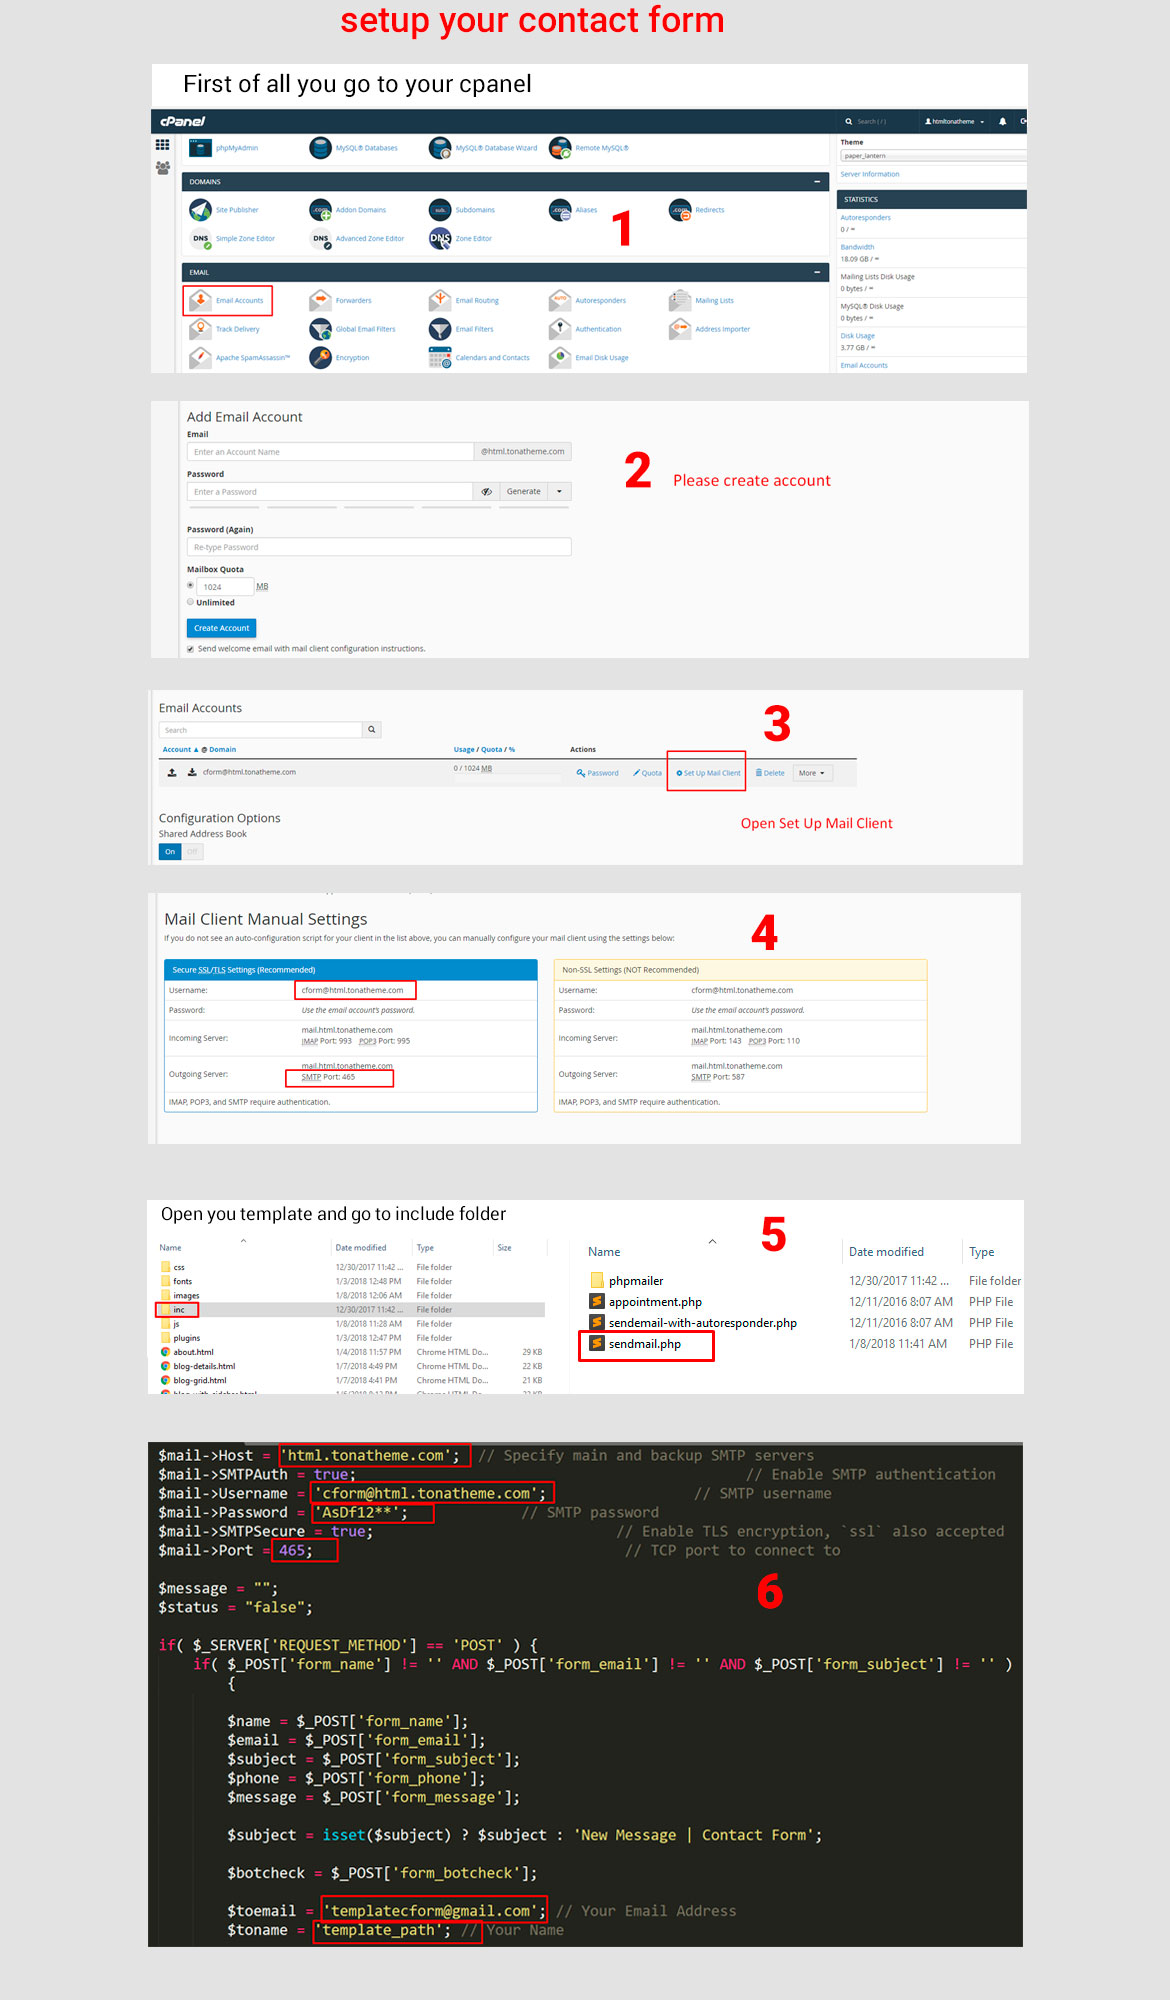 setup your contact form
First of all you go to your cpanel
cPanel
Search ( / )
htmltonatheme
phpMyAdmin
MySQL® Databases
MySQL® Database Wizard
Remote MySQL®
DOMAINS
Site Publisher
Addon Domains
Subdomains
Aliases
Redirects
Simple Zone Editor
Advanced Zone Editor
Zone Editor
1
EMAIL
Email Accounts
Forwarders
Email Routing
Autoresponders
Mailing Lists
Track Delivery
Global Email Filters
Email Filters
Authentication
Address Importer
Apache SpamAssassin™
Encryption
Calendars and Contacts
Email Disk Usage
Theme
paper_lantern
Server Information
STATISTICS
Autoresponders
0 / ∞
Bandwidth
18.09 GB / ∞
Mailing Lists Disk Usage
0 bytes / ∞
MySQL® Disk Usage
0 bytes / ∞
Disk Usage
3.77 GB / ∞
Email Accounts
Add Email Account
Email
Enter an Account Name @html.tonatheme.com
Password
Enter a Password Generate
Password (Again)
Re-type Password
Mailbox Quota
1024 MB
Unlimited
Create Account
Send welcome email with mail client configuration instructions.
2 Please create account
Email Accounts
Search
Account ▲ @ Domain Usage / Quota / % Actions
cform@html.tonatheme.com 0 / 1024 MB Password Quota Set Up Mail Client Delete More
3
Open Set Up Mail Client
Configuration Options
Shared Address Book
On Off
Mail Client Manual Settings
If you do not see an auto-configuration script for your client in the list above, you can manually configure your mail client using the settings below:
4
Secure SSL/TLS Settings (Recommended)
Username: cform@html.tonatheme.com
Password: Use the email account's password.
Incoming Server: mail.html.tonatheme.com
IMAP Port: 993 POP3 Port: 995
Outgoing Server: mail.html.tonatheme.com
SMTP Port: 465
IMAP, POP3, and SMTP require authentication.
Non-SSL Settings (NOT Recommended)
Username: cform@html.tonatheme.com
Password: Use the email account's password.
Incoming Server: mail.html.tonatheme.com
IMAP Port: 143 POP3 Port: 110
Outgoing Server: mail.html.tonatheme.com
SMTP Port: 587
IMAP, POP3, and SMTP require authentication.
Open you template and go to include folder
5
Name Date modified Type Size
css 12/30/2017 11:42 ... File folder
fonts 1/3/2018 12:48 PM File folder
images 1/8/2018 12:06 AM File folder
inc 12/30/2017 11:42 ... File folder
js 1/8/2018 11:28 AM File folder
plugins 1/3/2018 12:47 PM File folder
about.html 1/4/2018 11:57 PM Chrome HTML Do... 29 KB
blog-details.html 1/7/2018 4:49 PM Chrome HTML Do... 22 KB
blog-grid.html 1/7/2018 4:41 PM Chrome HTML Do... 21 KB
Name Date modified Type
phpmailer 12/30/2017 11:42 ... File folder
appointment.php 12/11/2016 8:07 AM PHP File
sendemail-with-autoresponder.php 12/11/2016 8:07 AM PHP File
sendmail.php 1/8/2018 11:41 AM PHP File
$mail->Host = 'html.tonatheme.com'; // Specify main and backup SMTP servers
$mail->SMTPAuth = true; // Enable SMTP authentication
$mail->Username = 'cform@html.tonatheme.com'; // SMTP username
$mail->Password = 'AsDf12**'; // SMTP password
$mail->SMTPSecure = true; // Enable TLS encryption, `ssl` also accepted
$mail->Port = 465; // TCP port to connect to
6
$message = "";
$status = "false";
if( $_SERVER['REQUEST_METHOD'] == 'POST' ) {
if( $_POST['form_name'] != '' AND $_POST['form_email'] != '' AND $_POST['form_subject'] != '' )
{
$name = $_POST['form_name'];
$email = $_POST['form_email'];
$subject = $_POST['form_subject'];
$phone = $_POST['form_phone'];
$message = $_POST['form_message'];
$subject = isset($subject) ? $subject : 'New Message | Contact Form';
$botcheck = $_POST['form_botcheck'];
$toemail = 'templatecform@gmail.com'; // Your Email Address
$toname = 'template_path'; // Your Name